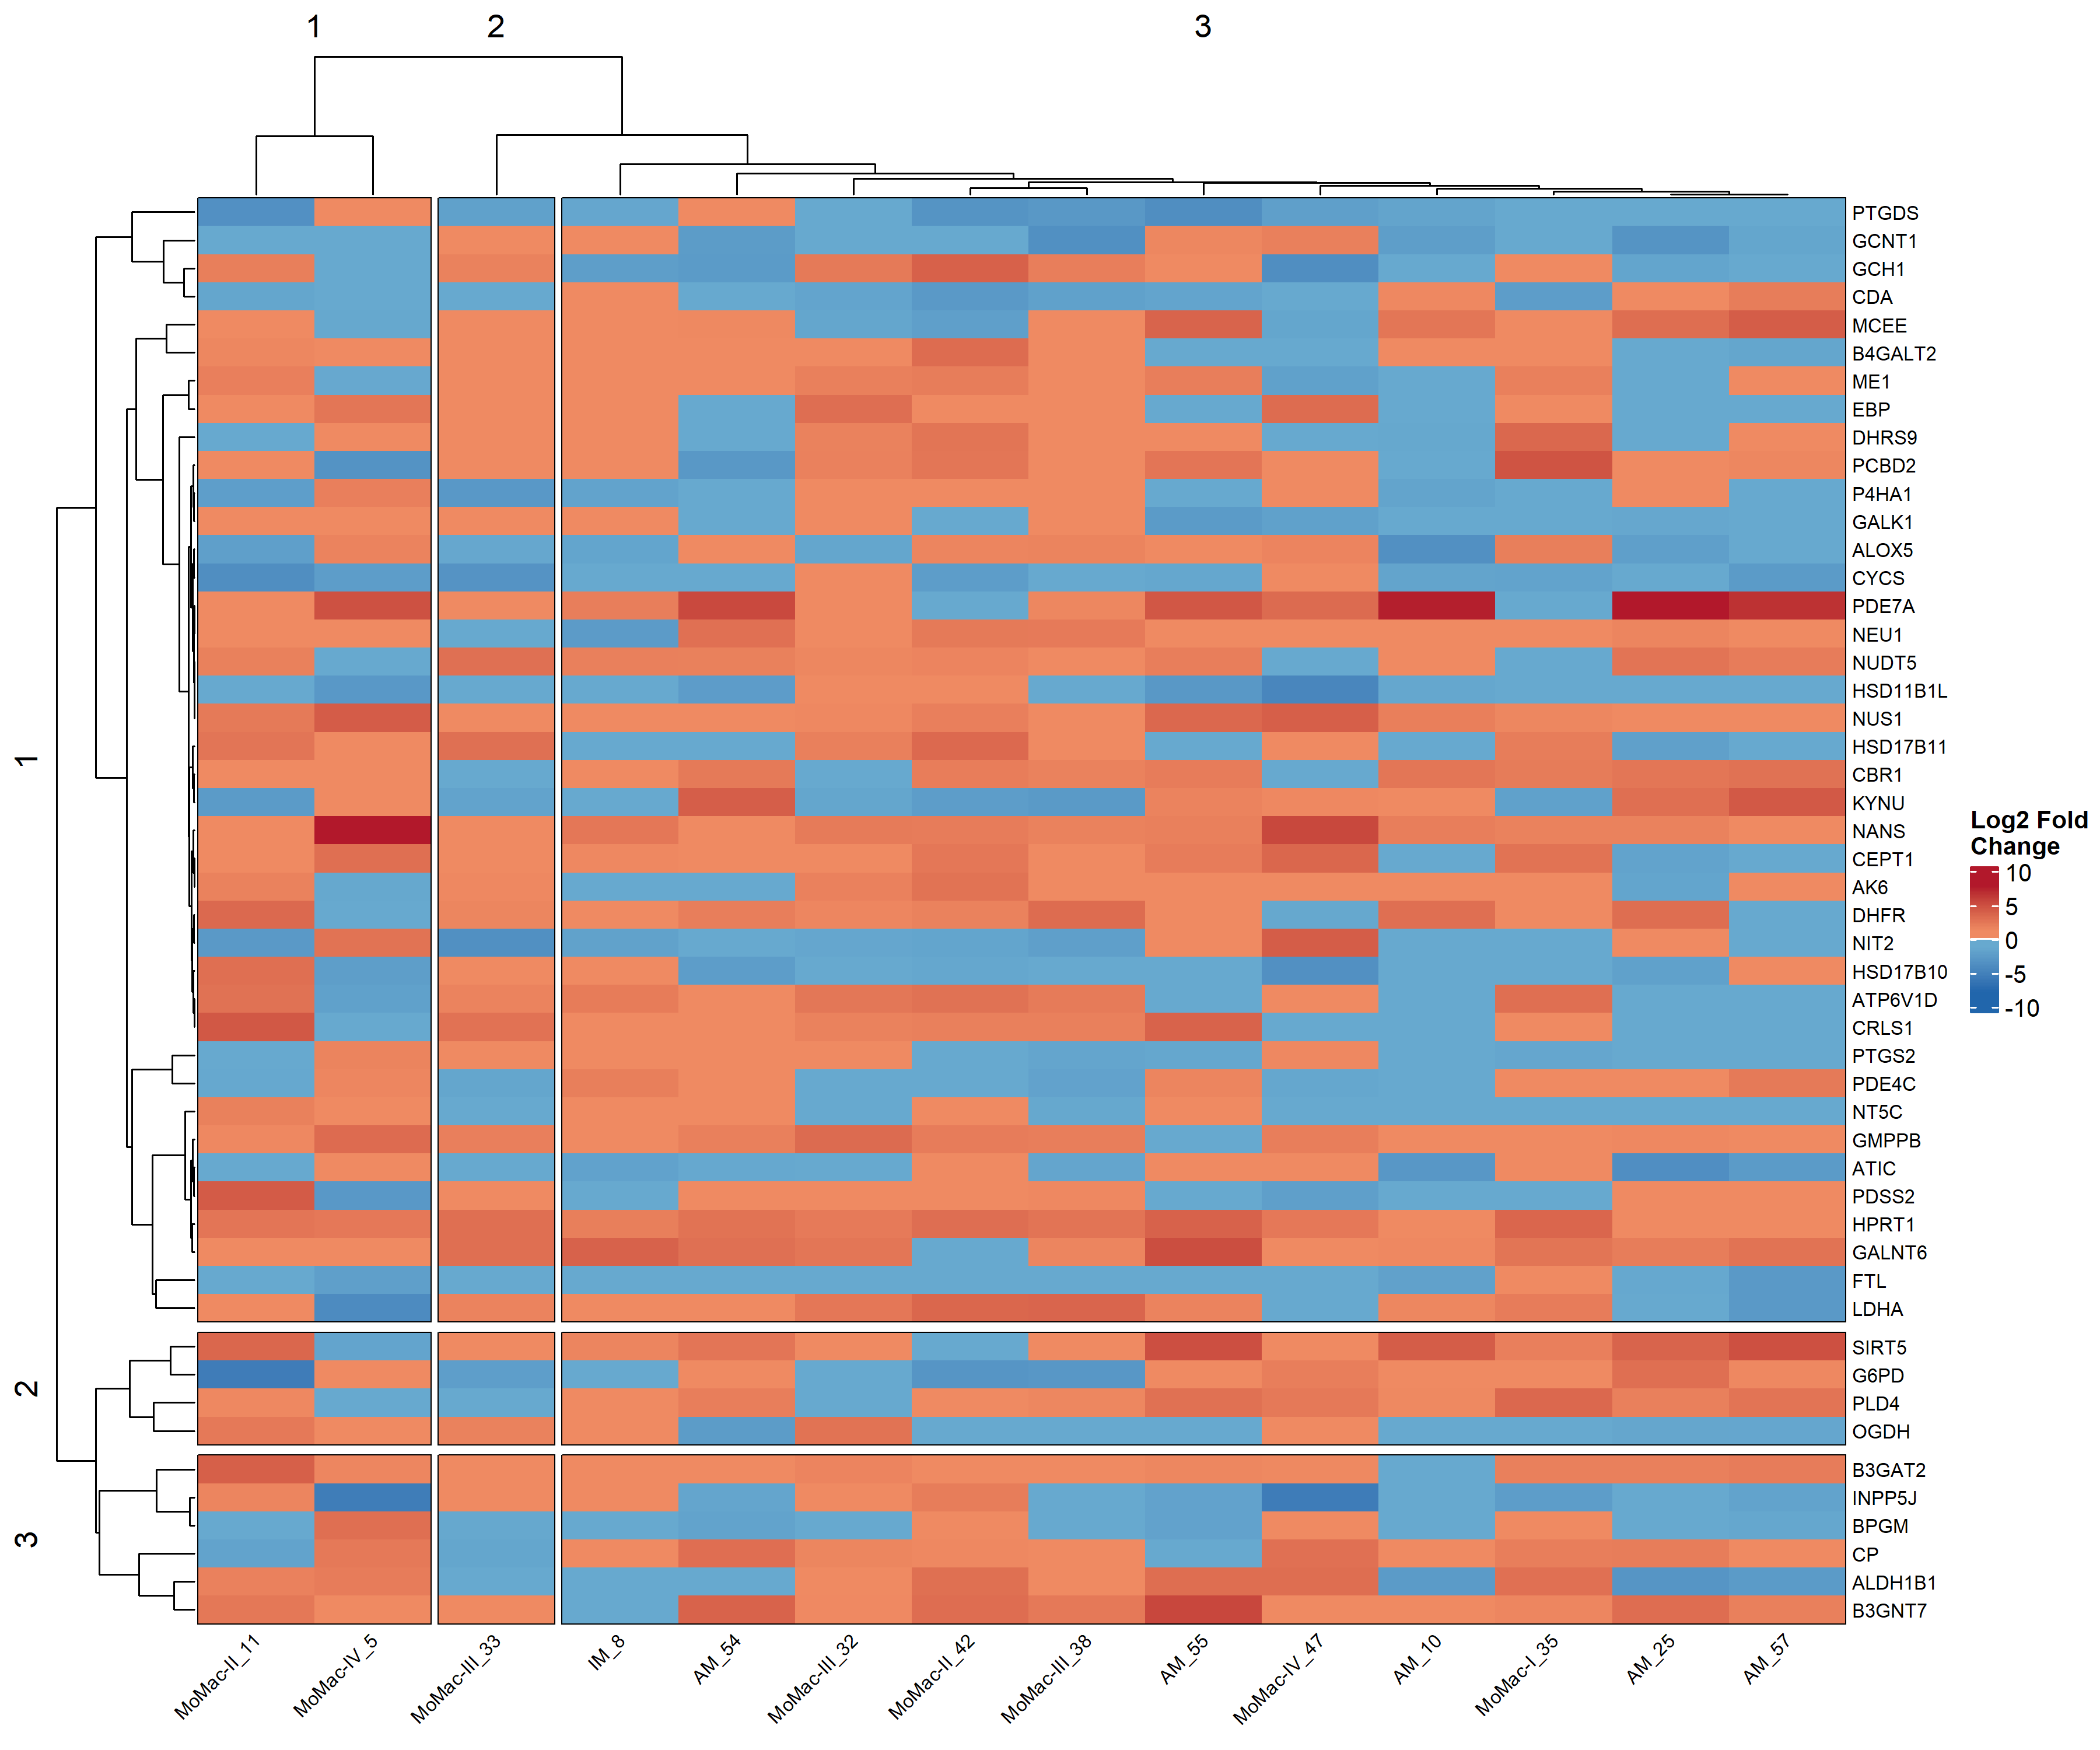 1
2
3
PTGDS
GCNT1
GCH1
CDA
MCEE
B4GALT2
ME1
EBP
DHRS9
PCBD2
P4HA1
GALK1
ALOX5
CYCS
PDE7A
NEU1
NUDT5
HSD11B1L
NUS1
HSD17B11
CBR1
KYNU
NANS
CEPT1
AK6
DHFR
NIT2
HSD17B10
ATP6V1D
CRLS1
PTGS2
PDE4C
NT5C
GMPPB
ATIC
PDSS2
HPRT1
GALNT6
FTL
LDHA
SIRT5
G6PD
PLD4
OGDH
B3GAT2
INPP5J
BPGM
CP
ALDH1B1
B3GNT7
1
2
3
MoMac-II_11
MoMac-IV_5
MoMac-III_33
IM_8
AM_54
MoMac-III_32
MoMac-II_42
MoMac-III_38
AM_55
MoMac-IV_47
AM_10
MoMac-I_35
AM_25
AM_57
Log2 Fold
Change
10
5
0
-5
-10